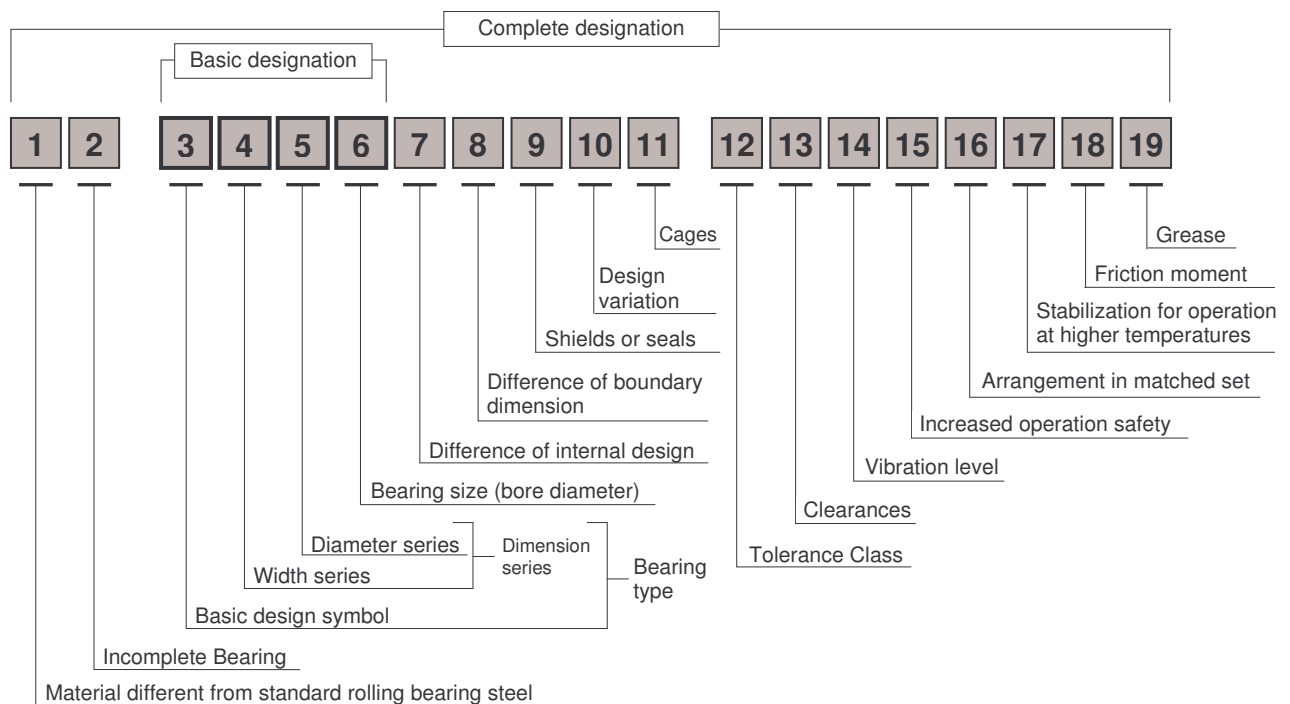 Complete designation
Basic designation
1 2 3 4 5 6 7 8 9 10 11 12 13 14 15 16 17 18 19
Cages
Grease
Design
variation
Friction moment
Shields or seals
Stabilization for operation
at higher temperatures
Difference of boundary
dimension
Arrangement in matched set
Increased operation safety
Difference of internal design
Vibration level
Bearing size (bore diameter)
Clearances
Diameter series
Dimension
series
Tolerance Class
Width series
Bearing
type
Basic design symbol
Incomplete Bearing
Material different from standard rolling bearing steel